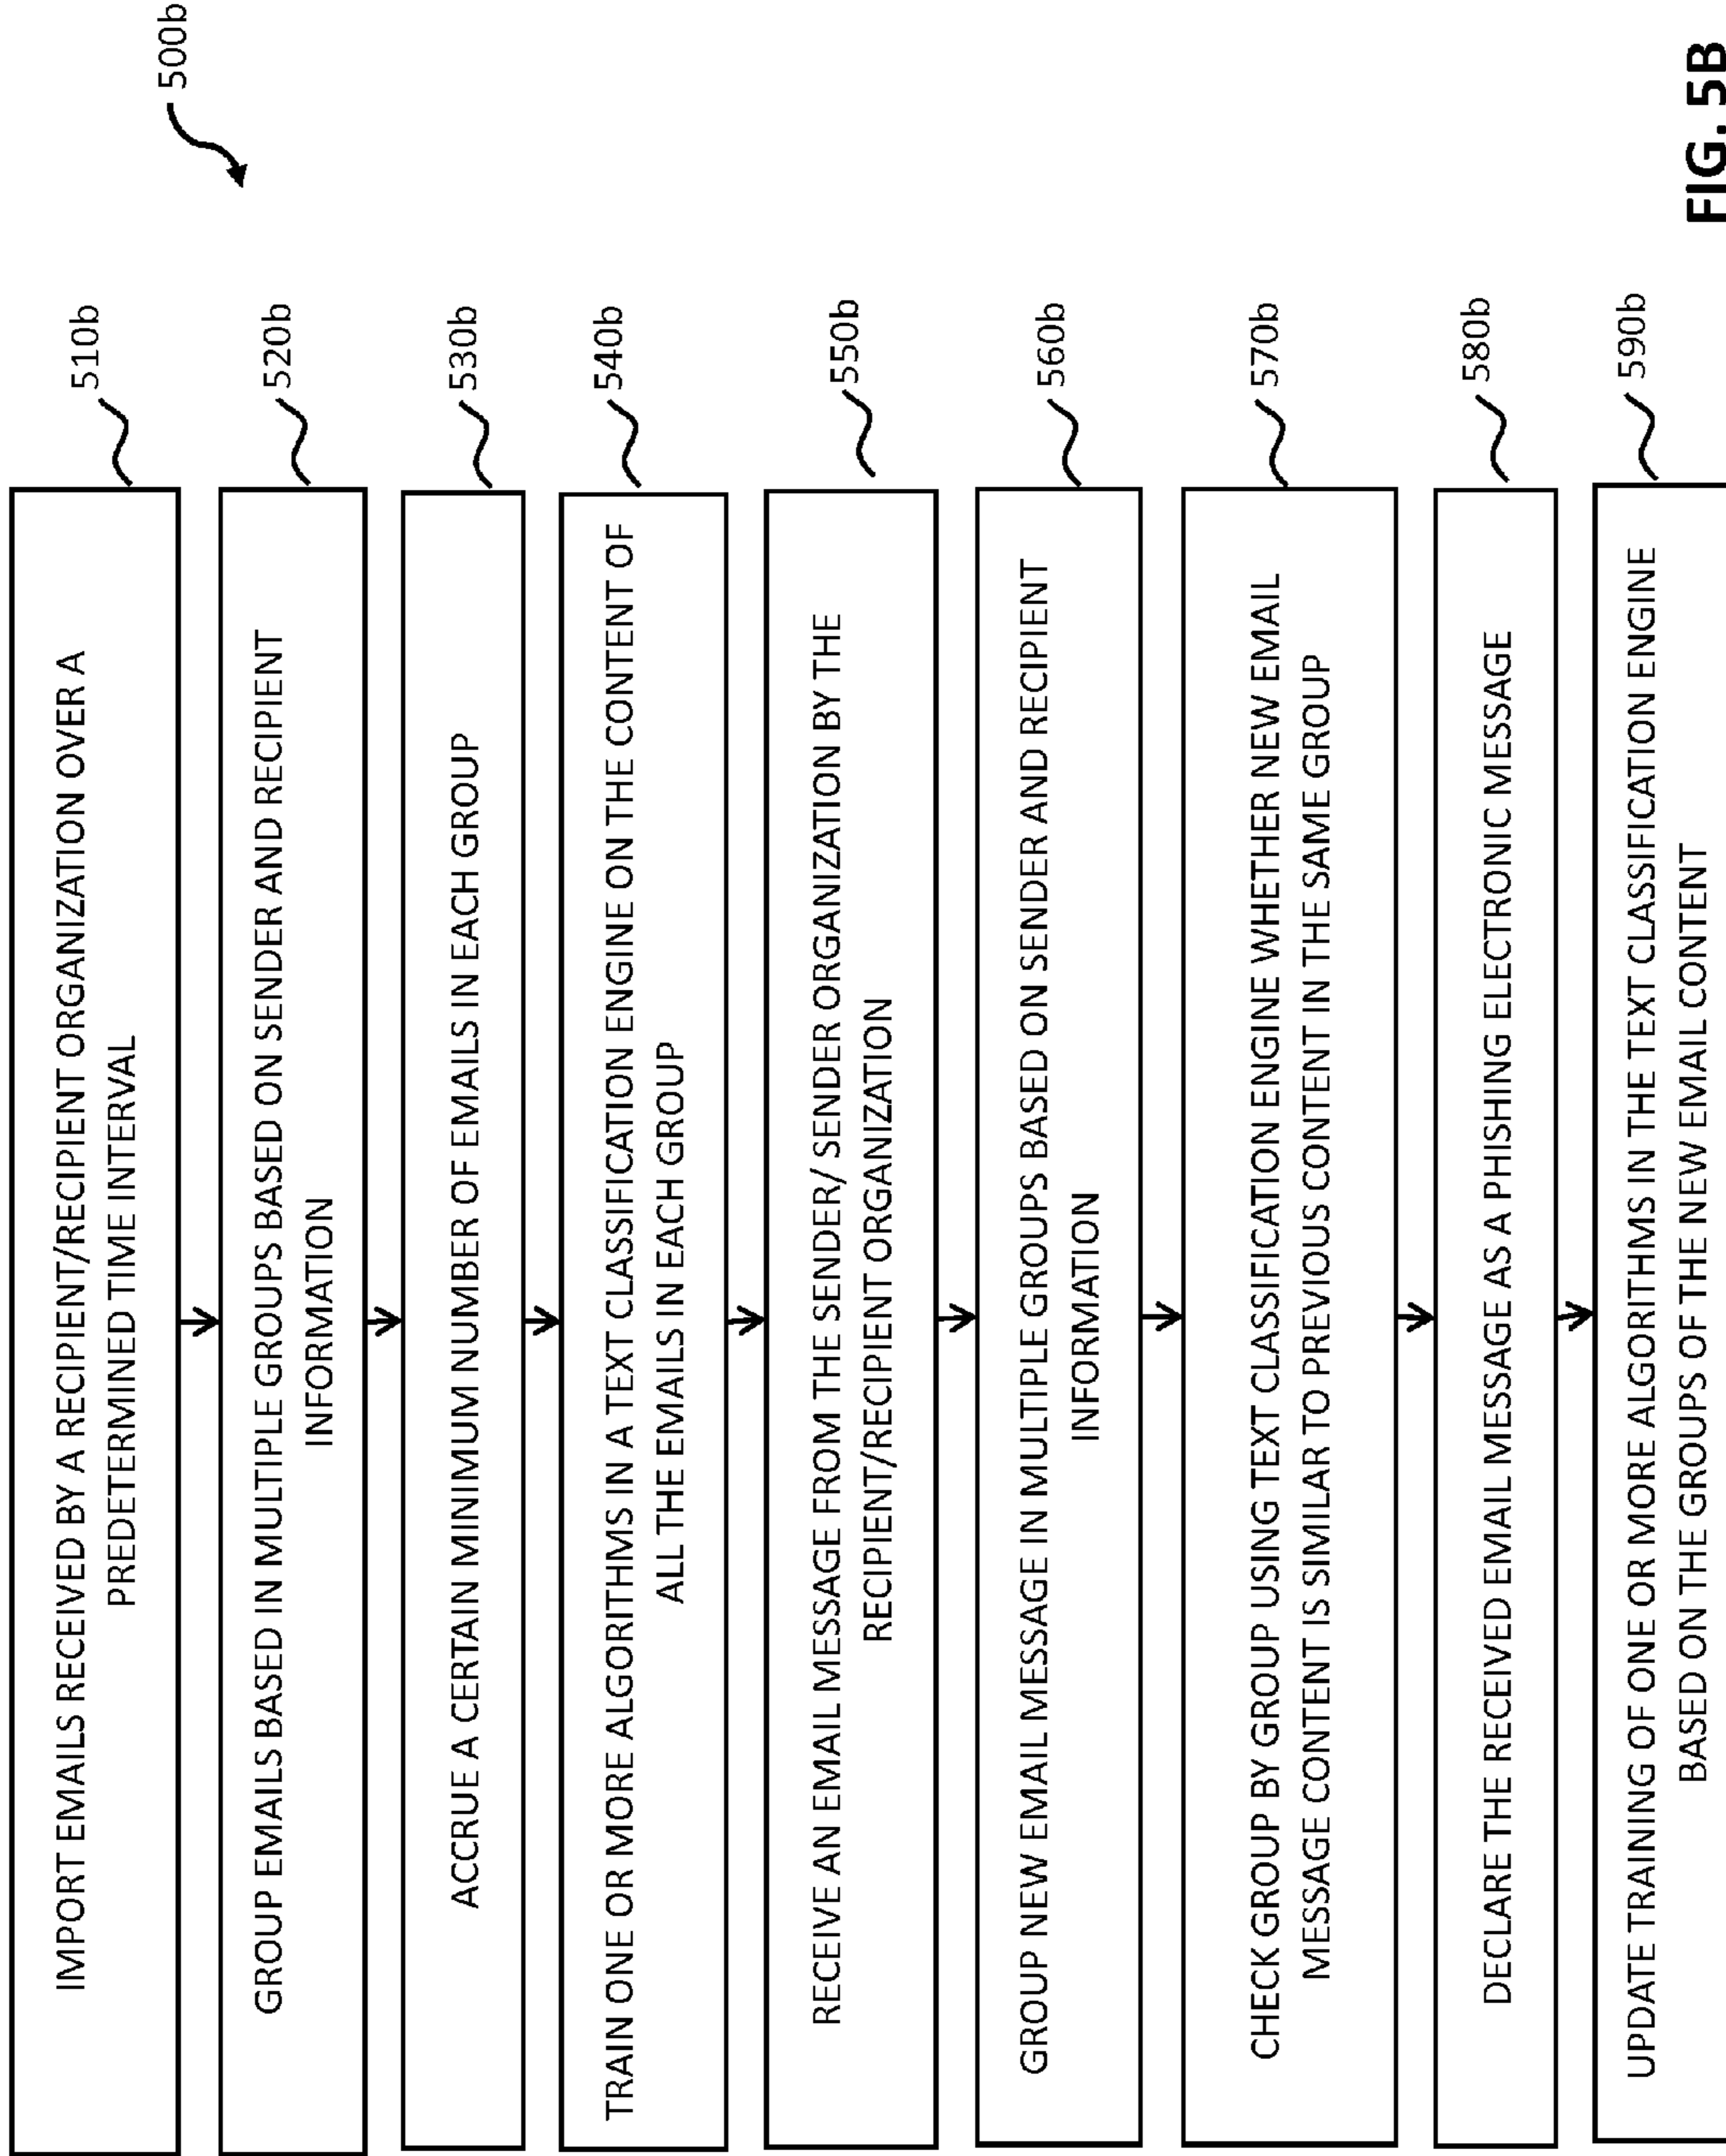 500b
IMPORT EMAILS RECEIVED BY A RECIPIENT/RECIPIENT ORGANIZATION OVER A
PREDETERMINED TIME INTERVAL
510b
GROUP EMAILS BASED IN MULTIPLE GROUPS BASED ON SENDER AND RECIPIENT
INFORMATION
520b
ACCRUE A CERTAIN MINIMUM NUMBER OF EMAILS IN EACH GROUP
530b
TRAIN ONE OR MORE ALGORITHMS IN A TEXT CLASSIFICATION ENGINE ON THE CONTENT OF
ALL THE EMAILS IN EACH GROUP
540b
RECEIVE AN EMAIL MESSAGE FROM THE SENDER/ SENDER ORGANIZATION BY THE
RECIPIENT/RECIPIENT ORGANIZATION
550b
GROUP NEW EMAIL MESSAGE IN MULTIPLE GROUPS BASED ON SENDER AND RECIPIENT
INFORMATION
560b
CHECK GROUP BY GROUP USING TEXT CLASSIFICATION ENGINE WHETHER NEW EMAIL
MESSAGE CONTENT IS SIMILAR TO PREVIOUS CONTENT IN THE SAME GROUP
570b
DECLARE THE RECEIVED EMAIL MESSAGE AS A PHISHING ELECTRONIC MESSAGE
580b
UPDATE TRAINING OF ONE OR MORE ALGORITHMS IN THE TEXT CLASSIFICATION ENGINE
BASED ON THE GROUPS OF THE NEW EMAIL CONTENT
590b
FIG. 5B